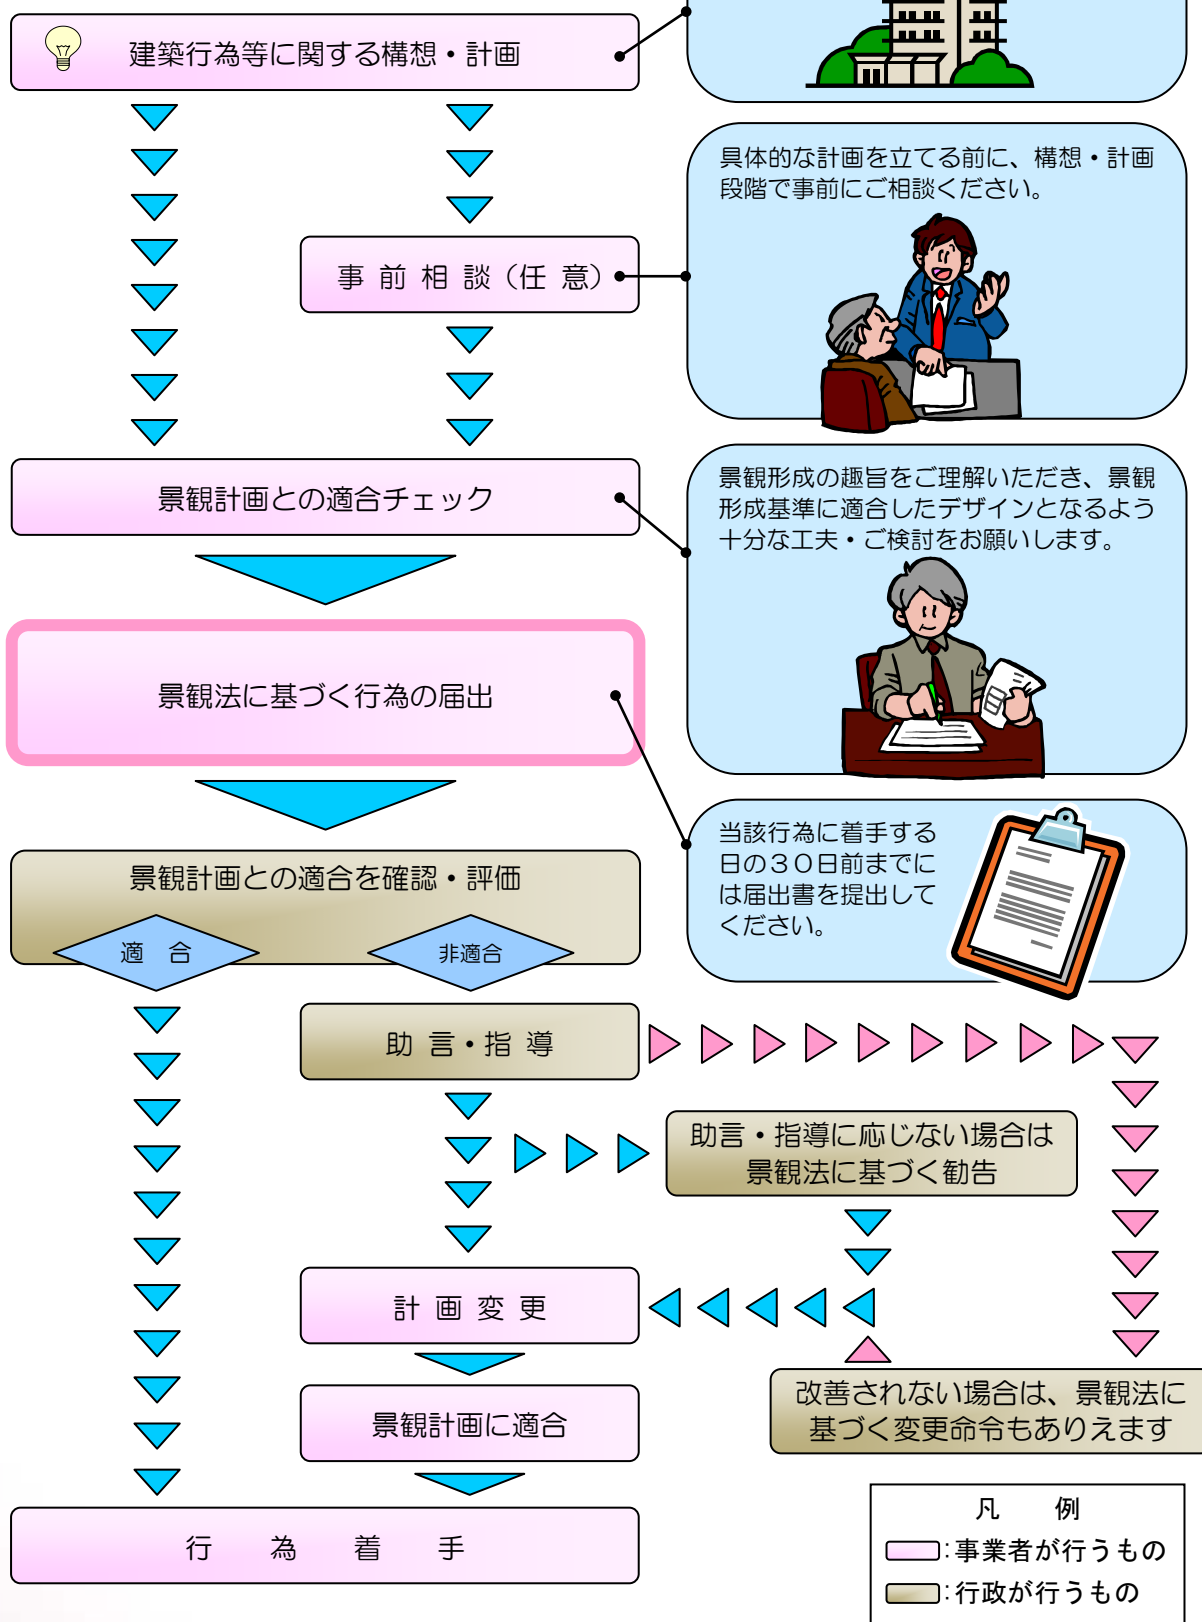 建築行為等に関する構想・計画
具体的な計画を立てる前に、構想・計画
段階で事前にご相談ください。
事前相談（任意）
景観計画との適合チェック
景観形成の趣旨をご理解いただき、景観
形成基準に適合したデザインとなるよう
十分な工夫・ご検討をお願いします。
景観法に基づく行為の届出
当該行為に着手する
日の３０日前までに
は届出書を提出して
ください。
景観計画との適合を確認・評価
適 合
非適合
助言・指導
助言・指導に応じない場合は
景観法に基づく勧告
計画変更
改善されない場合は、景観法に
基づく変更命令もありえます
景観計画に適合
行為着手
凡 例
:事業者が行うもの
:行政が行うもの